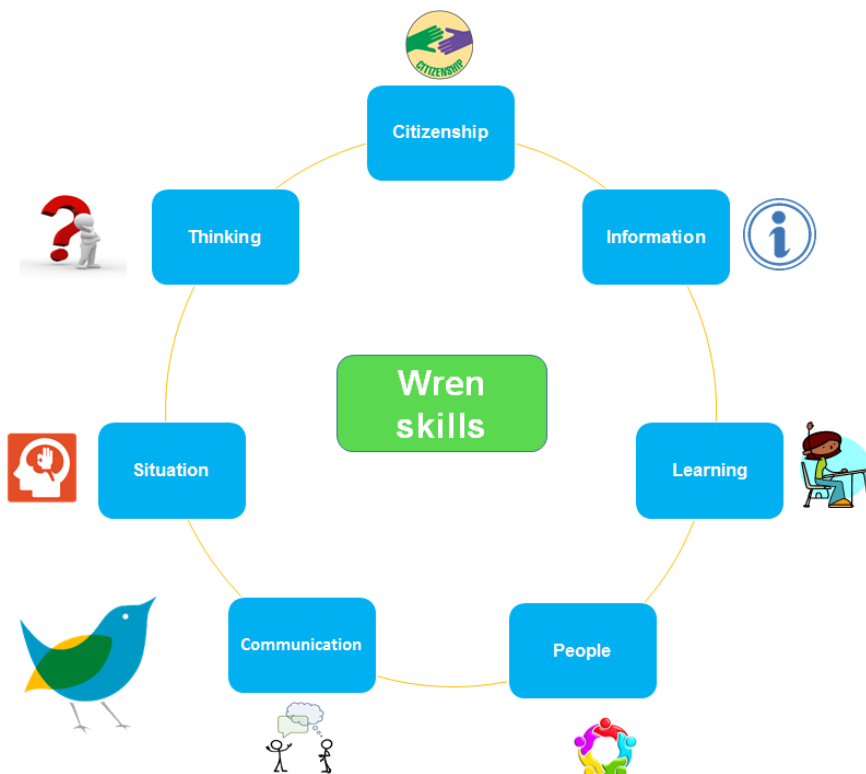 CITIZENSHIP
Citizenship
Thinking
Information
Wren
skills
Situation
Learning
Communication
People